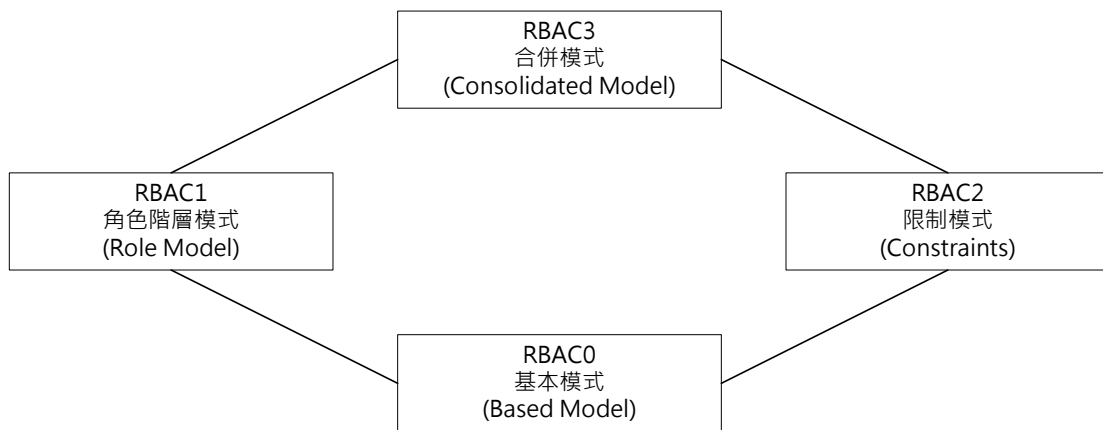 RBAC3
合併模式
(Consolidated Model)
RBAC1
角色階層模式
(Role Model)
RBAC2
限制模式
(Constraints)
RBAC0
基本模式
(Based Model)